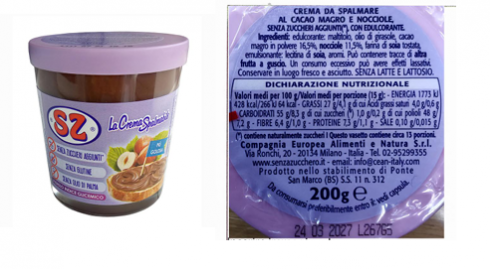 SZ
La Crema Spalmabile
SENZA ZUCCHERI AGGIUNTI*
SENZA GLUTINE
SENZA OLIO DI PALMA
CREMA DA SPALMARE
AL CACAO MAGRO E NOCCIOLE,
SENZA ZUCCHERI AGGIUNTI(*), CON EDULCORANTE.
Ingredienti: edulcorante: maltitolo, olio di girasole, cacao
magro in polvere 16,5%, nocciole 11,5%, farina di soia tostata,
emulsionante: lecitina di soia, aromi. Può contenere tracce di altra
frutta a guscio. Un consumo eccessivo può avere effetti lassativi.
Conservare in luogo fresco e asciutto. SENZA LATTE E LATTOSIO.
DICHIARAZIONE NUTRIZIONALE
Valori medi per 100 g/Valori medi per porzione (15 g): - ENERGIA 1773 kJ
428 kcal/266 kJ 64 kcal - GRASSI 27 g/4,1 g di cui Acidi grassi saturi 4,0 g/0,6 g
CARBOIDRATI 55 g/8,3 g di cui zuccheri (*) 1,0 g/0,2 g di cui polioli 48 g/
7,2 g - FIBRE 6,4 g/1,0 g - PROTEINE 7,3 g/1,1 g - SALE 0,10 g/0,015 g
(*) contiene naturalmente zuccheri | Questo vasetto contiene circa 13 porzioni.
Compagnia Europea Alimenti e Natura S.r.l.
Via Ronchi, 20 - 20134 Milano - Italia - Tel. 02-95299355
www.senzazucchero.it - email: info@cean-italy.com
Prodotto nello stabilimento di Ponte
San Marco (BS) S.S. 11 n. 312
200g e
Da consumarsi preferibilmente entro il: vedi capsula.
24 03 2027 L267G3